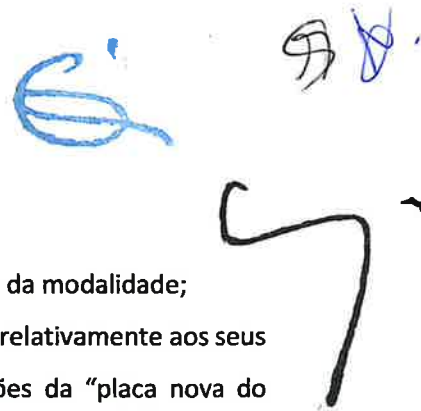 da modalidade;
relativamente aos seus
ões da “placa nova do